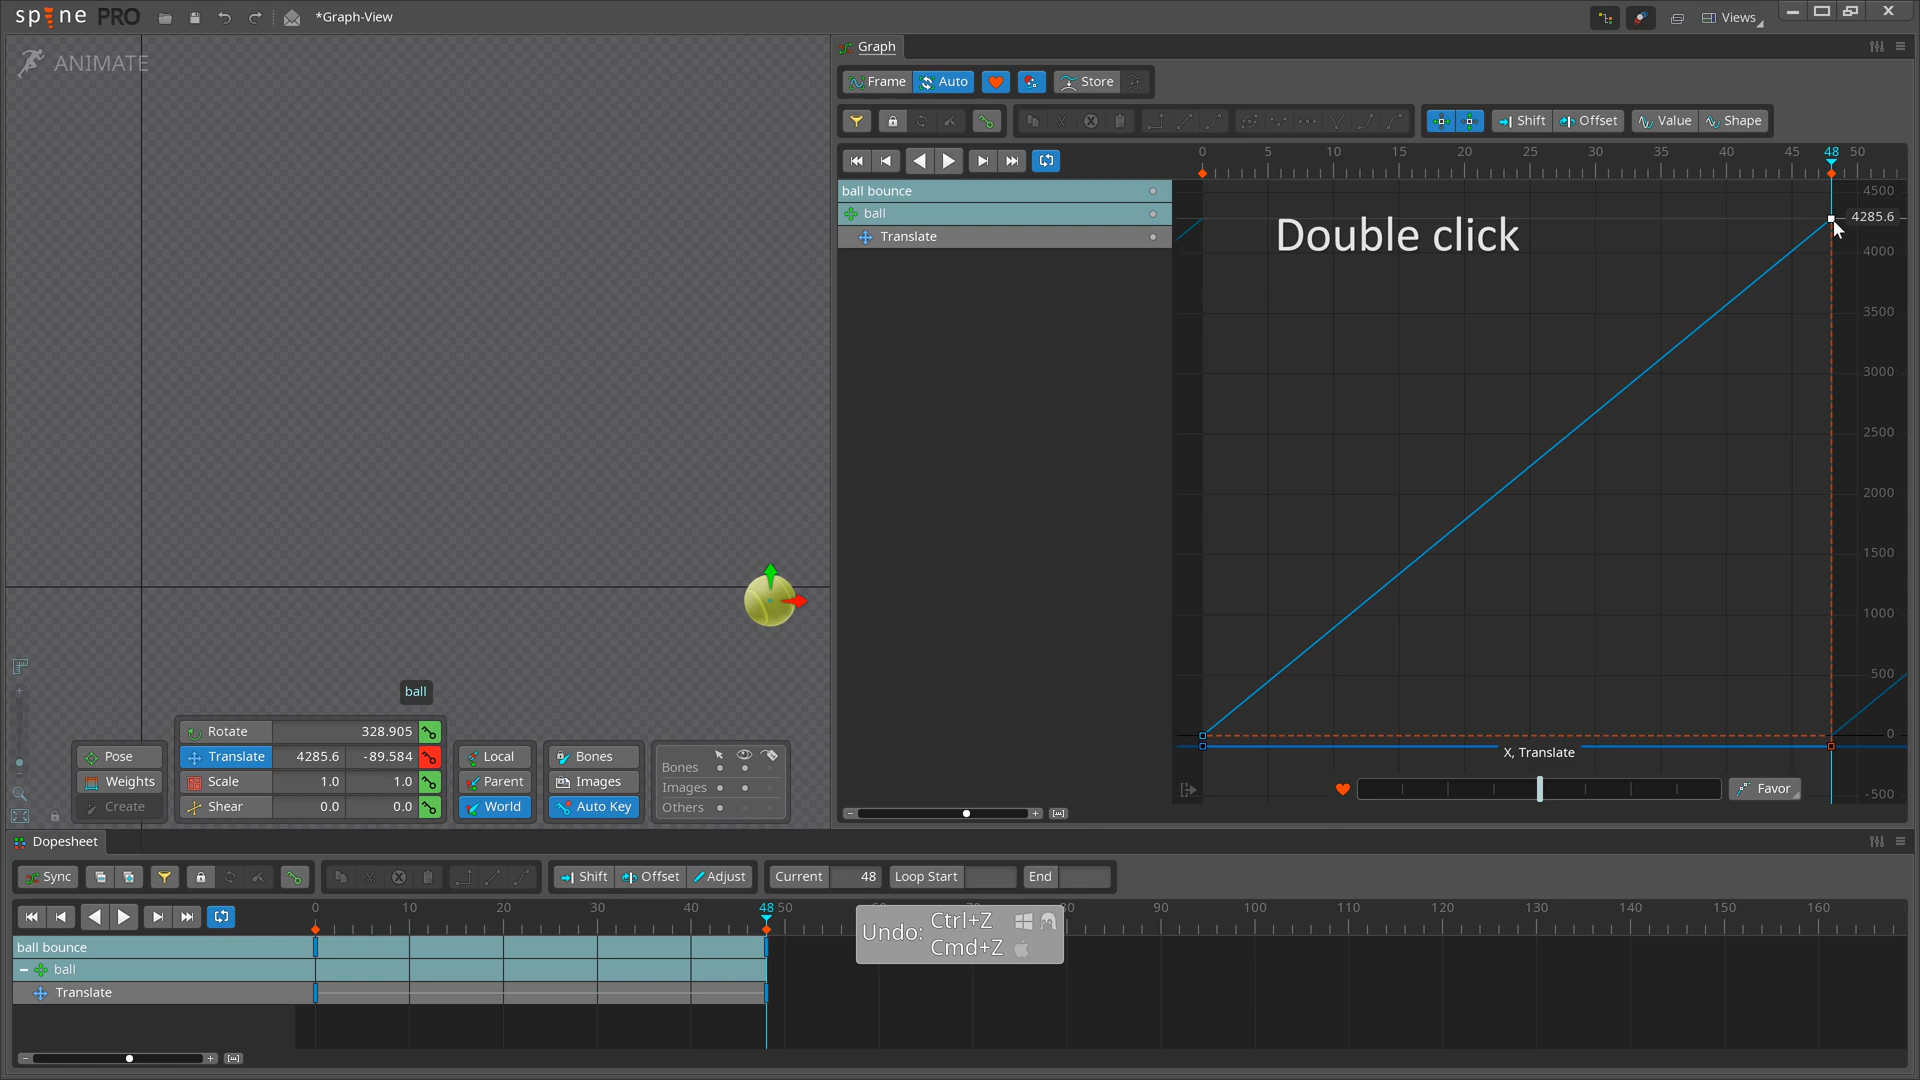 spine PRO
*Graph-View
Views
ANIMATE
Graph
Frame Auto Store
Shift Offset Value Shape
0 5 10 15 20 25 30 35 40 45 48 50
ball bounce
ball
Translate
Double click
4500
4285.6
4000
3500
3000
2500
2000
1500
1000
500
0
-500
X, Translate
Favor
ball
Rotate 328.905
Pose Translate 4285.6 -89.584 Local Bones
Weights Scale 1.0 1.0 Parent Images
Create Shear 0.0 0.0 World Auto Key
Bones
Images
Others
Dopesheet
Sync Shift Offset Adjust Current 48 Loop Start End
0 10 20 30 40 48 50 80 90 100 110 120 130 140 150 160
ball bounce
ball
Translate
Undo: Ctrl+Z
Cmd+Z